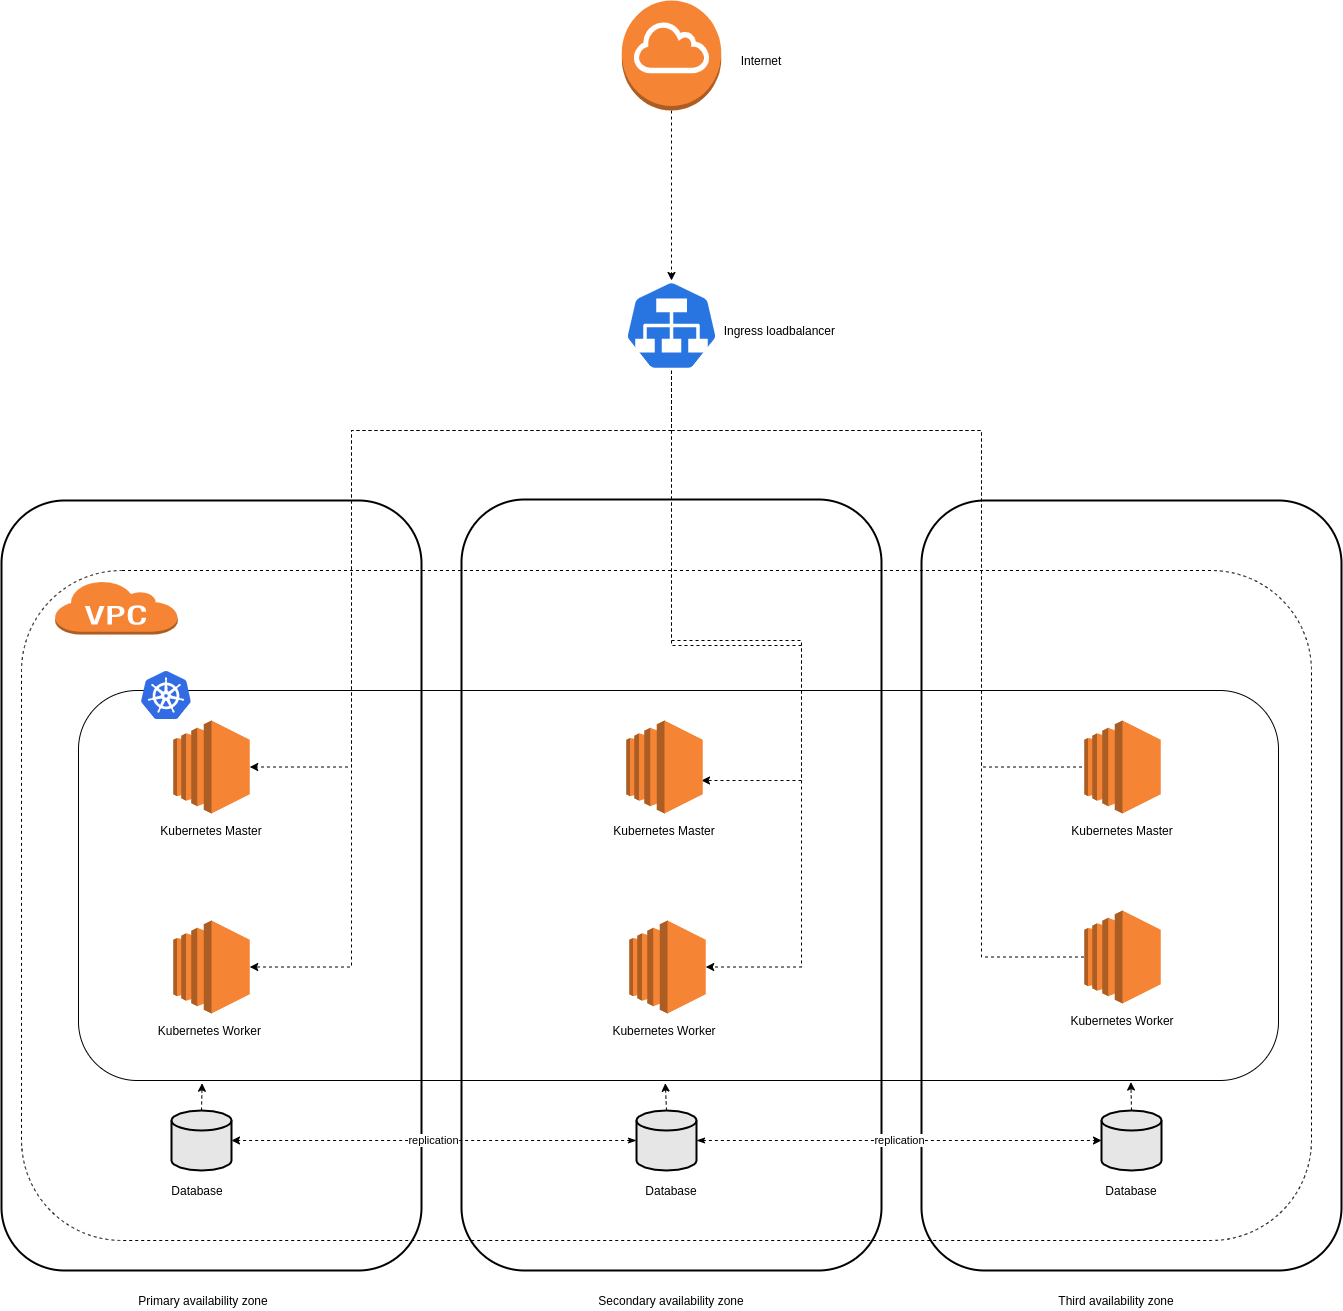 Internet
Ingress loadbalancer
VPC
Kubernetes Master
Kubernetes Master
Kubernetes Master
Kubernetes Worker
Kubernetes Worker
Kubernetes Worker
replication
replication
Database
Database
Database
Primary availability zone
Secondary availability zone
Third availability zone